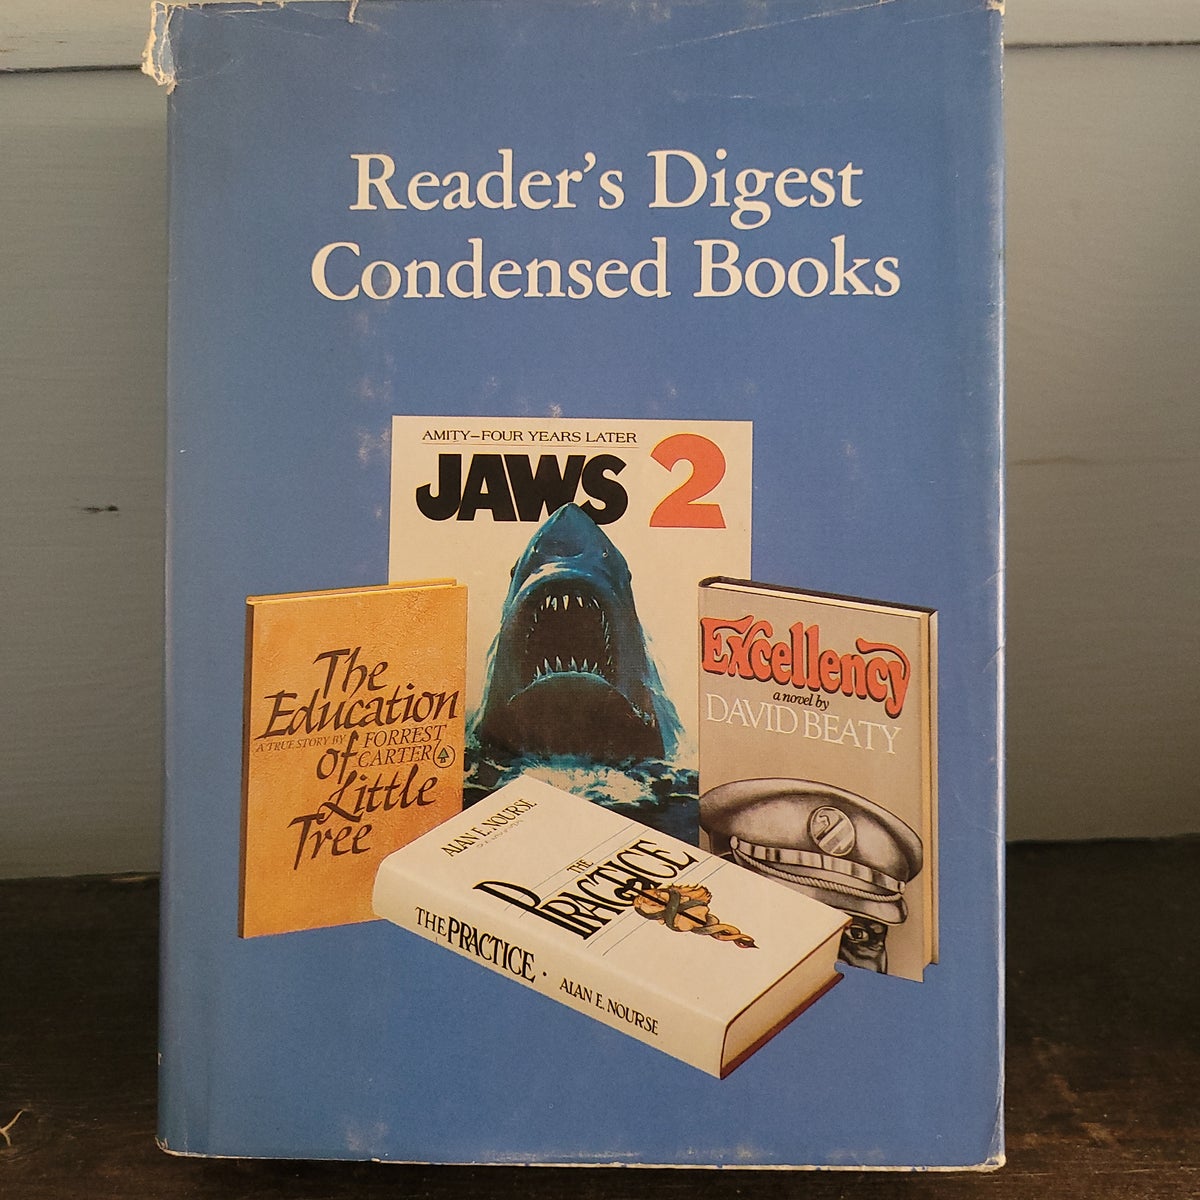 Reader's Digest
Condensed Books
AMITY–FOUR YEARS LATER
JAWS 2
The
Education
A TRUE STORY BY FORREST
of CARTER
Little
Tree
Excellency
a novel by
DAVID BEATY
ALAN E. NOURSE
THE
PRACTICE
THE PRACTICE • ALAN E. NOURSE